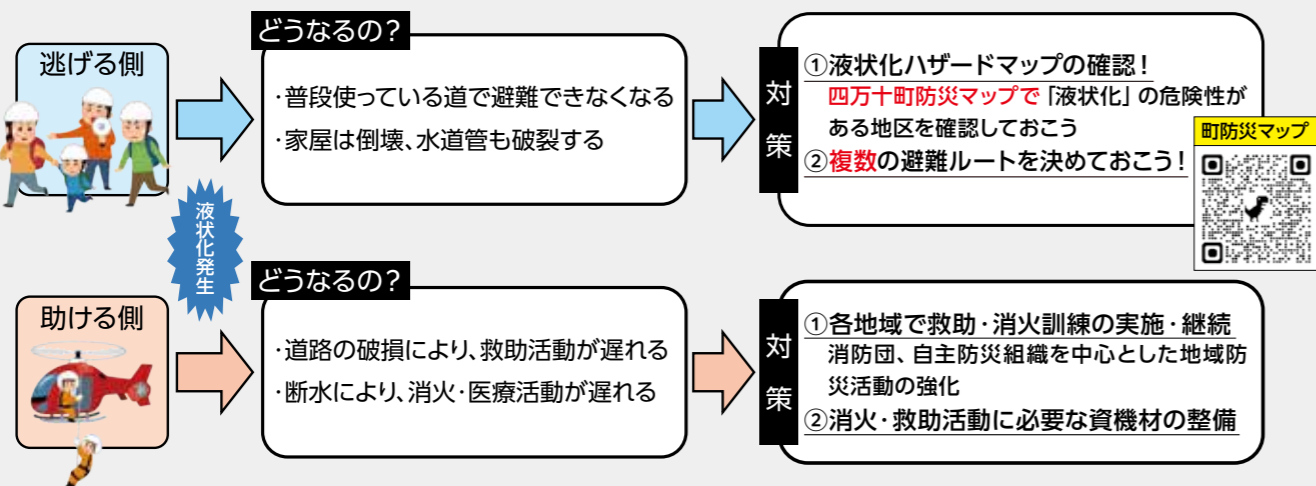 逃げる側
どうなるの？
・普段使っている道で避難できなくなる
・家屋は倒壊、水道管も破裂する
対策
①液状化ハザードマップの確認！
四万十町防災マップで「液状化」の危険性が
ある地区を確認しておこう
②複数の避難ルートを決めておこう！
町防災マップ
液状化発生
助ける側
どうなるの？
・道路の破損により、救助活動が遅れる
・断水により、消火・医療活動が遅れる
対策
①各地域で救助・消火訓練の実施・継続
消防団、自主防災組織を中心とした地域防
災活動の強化
②消火・救助活動に必要な資機材の整備